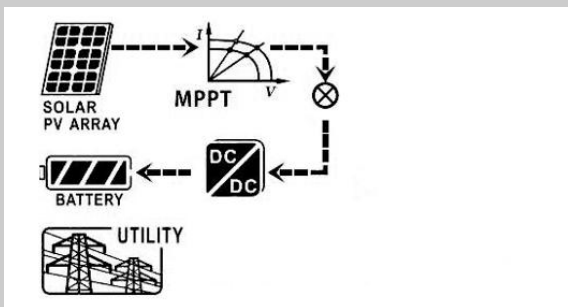 I
V
MPPT
SOLAR
PV ARRAY
DC
DC
BATTERY
UTILITY